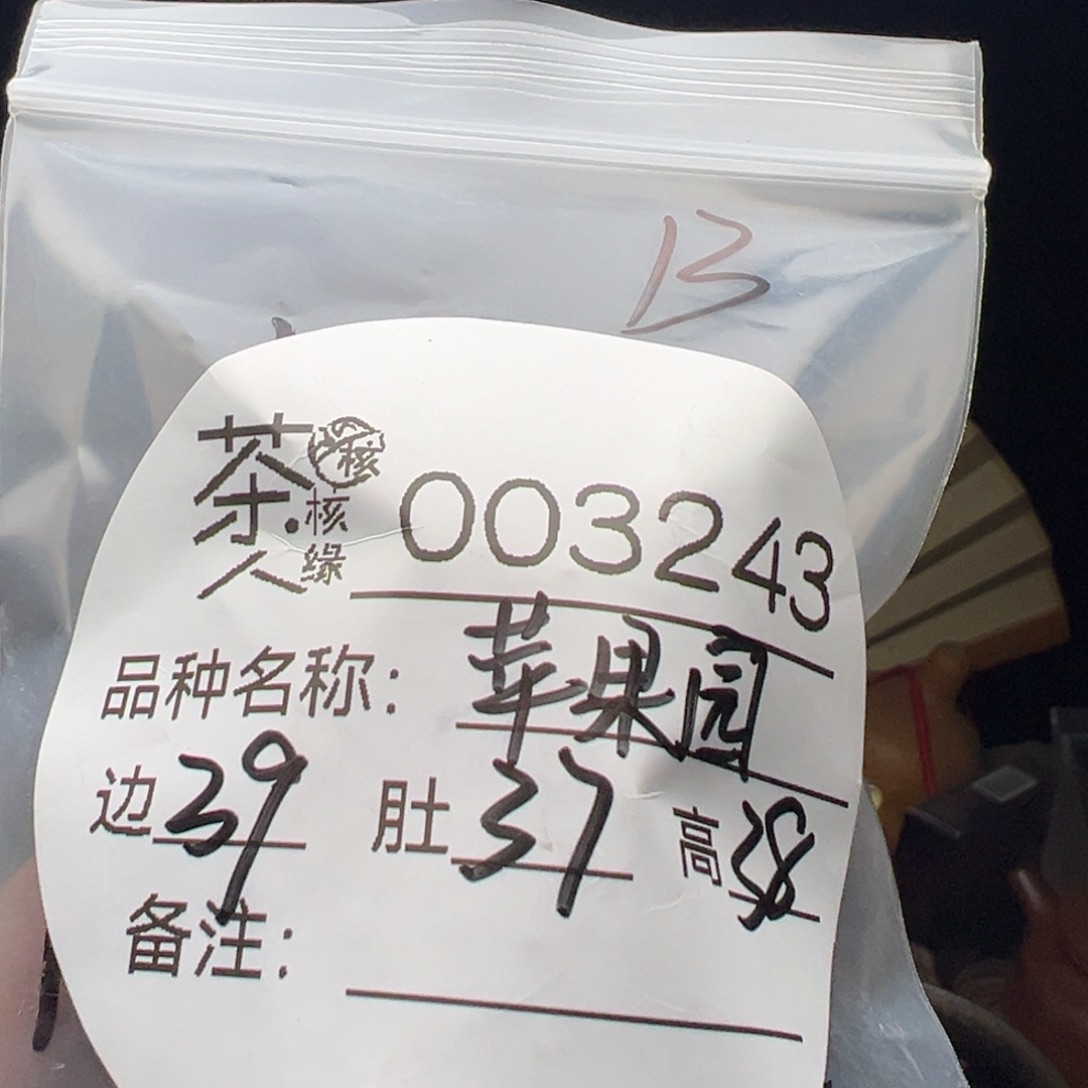 13
茶人
核缘
003243
品种名称：苹果园
边39 肚37 高38
备注：